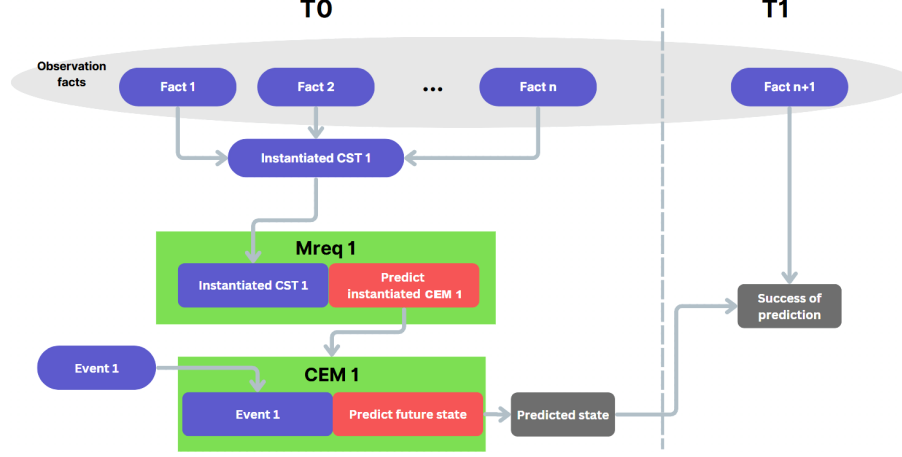 T0
T1
Observation
facts
Fact 1
Fact 2
...
Fact n
Fact n+1
Instantiated CST 1
Mreq 1
Instantiated CST 1
Predict
instantiated CEM 1
Success of
prediction
Event 1
CEM 1
Event 1
Predict future state
Predicted state